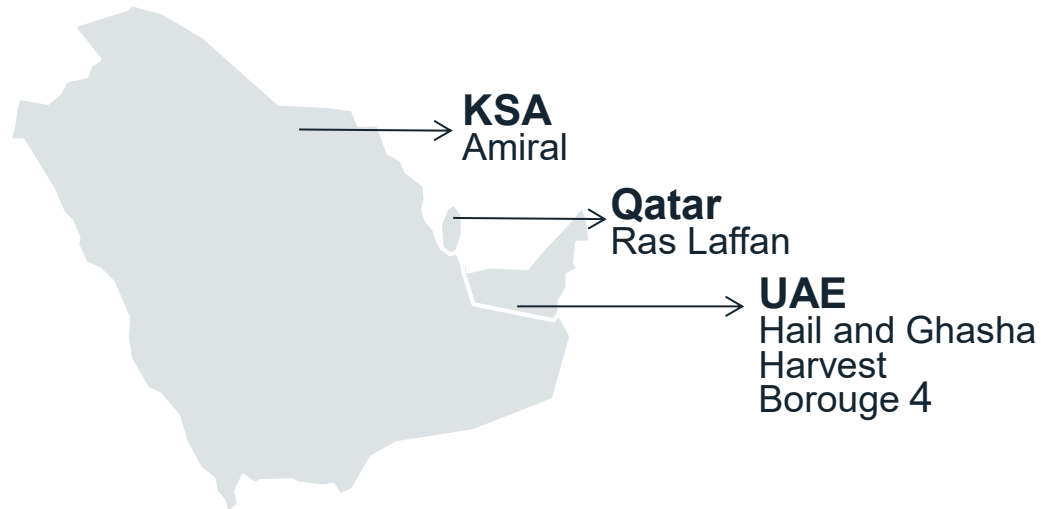 KSA
Amiral
Qatar
Ras Laffan
UAE
Hail and Ghasha
Harvest
Borouge 4